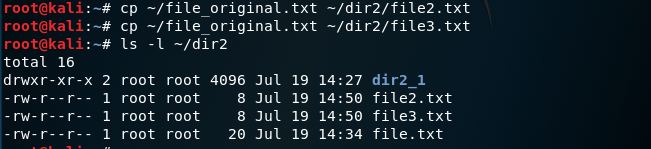 root@kali:~# cp ~/file_original.txt ~/dir2/file2.txt
root@kali:~# cp ~/file_original.txt ~/dir2/file3.txt
root@kali:~# ls -l ~/dir2
total 16
drwxr-xr-x 2 root root 4096 Jul 19 14:27 dir2_1
-rw-r--r-- 1 root root    8 Jul 19 14:50 file2.txt
-rw-r--r-- 1 root root    8 Jul 19 14:50 file3.txt
-rw-r--r-- 1 root root   20 Jul 19 14:34 file.txt